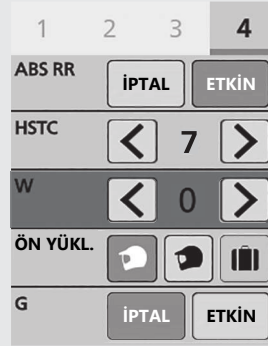 1 2 3 4
ABS RR İPTAL ETKİN
HSTC 7
W 0
ÖN YÜKL.
G İPTAL ETKİN